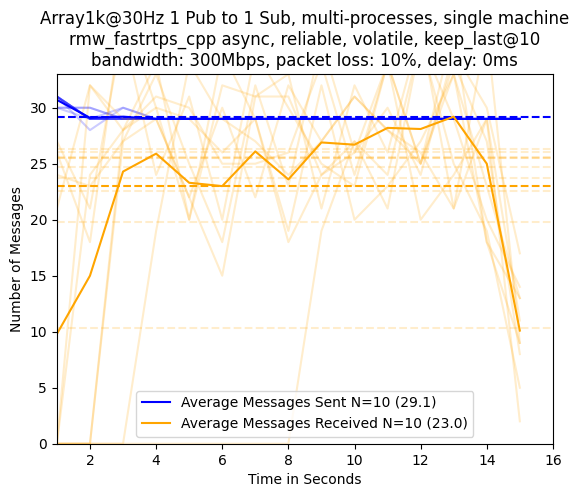 Array1k@30Hz 1 Pub to 1 Sub, multi-processes, single machine
rmw_fastrtps_cpp async, reliable, volatile, keep_last@10
bandwidth: 300Mbps, packet loss: 10%, delay: 0ms
Number of Messages
30
25
20
15
10
5
0
Average Messages Sent N=10 (29.1)
Average Messages Received N=10 (23.0)
2 4 6 8 10 12 14 16
Time in Seconds